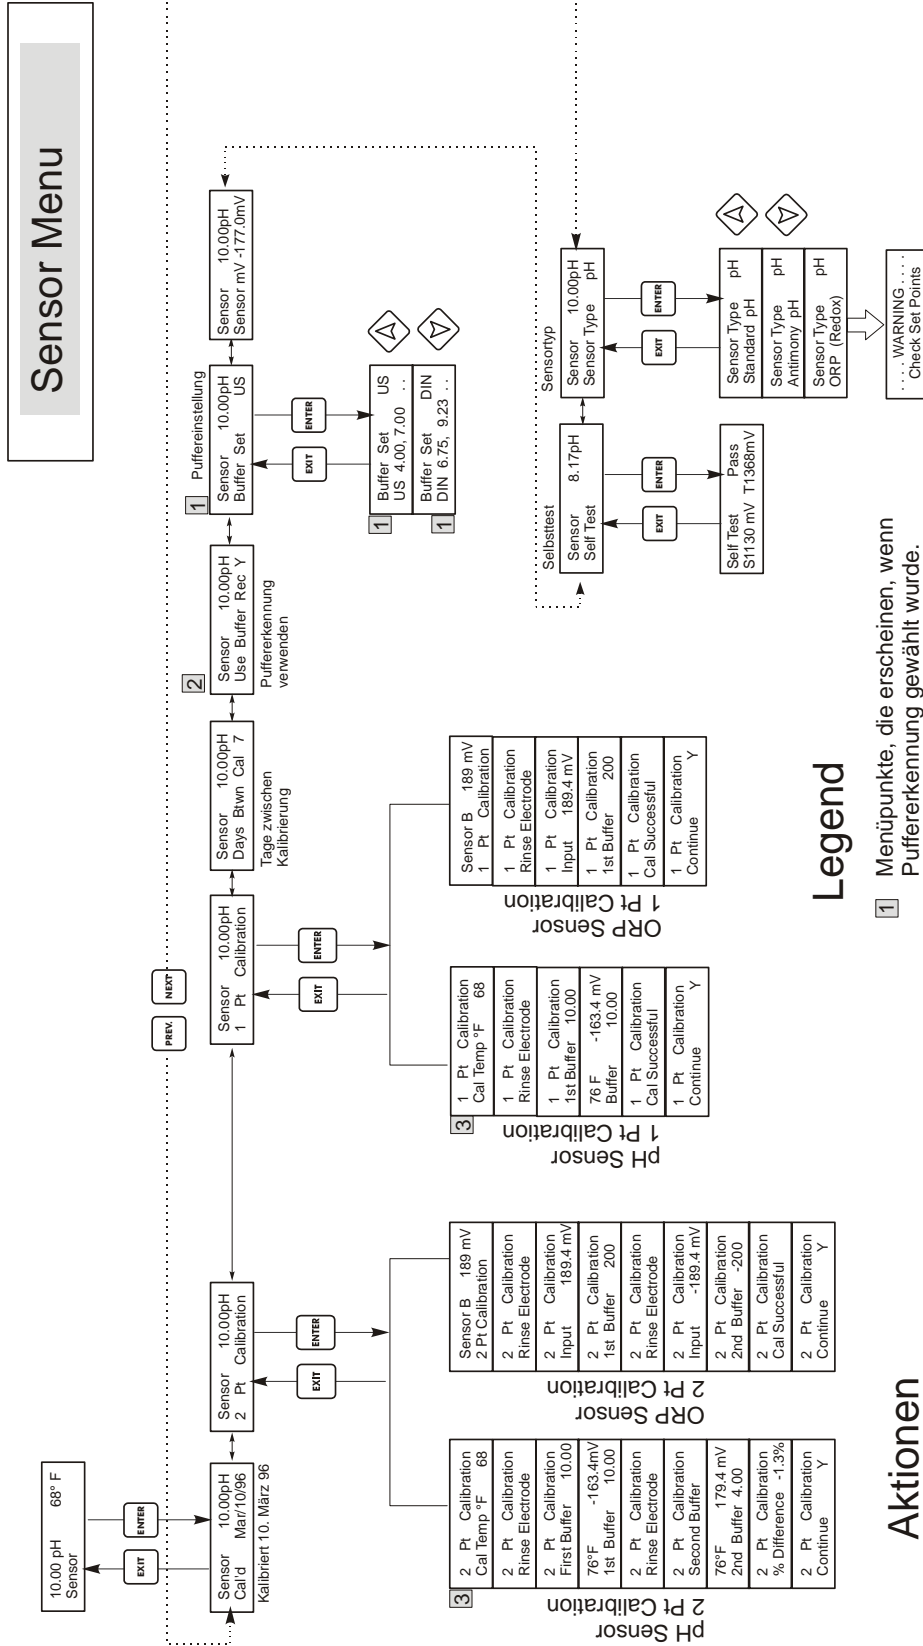 Sensor Menu
10.00 pH 68° F
Sensor
EXIT
ENTER
PREV.
NEXT
Sensor 10.00pH
Cal'd Mar/10/96
Kalibriert 10. März 96
Sensor 10.00pH
2 Pt Calibration
EXIT
ENTER
Sensor 10.00pH
1 Pt Calibration
EXIT
ENTER
Sensor 10.00pH
Days Btwn Cal 7
Tage zwischen
Kalibrierung
2
Sensor 10.00pH
Use Buffer Rec Y
Puffererkennung
verwenden
1
Puffereinstellung
Sensor 10.00pH
Buffer Set US
EXIT
ENTER
1
Buffer Set US
US 4.00, 7.00 . .
1
Buffer Set DIN
DIN 6.75, 9.23 . .
Sensor 10.00pH
Sensor mV -177.0mV
pH Sensor
2 Pt Calibration
3
2 Pt Calibration
Cal Temp °F 68
2 Pt Calibration
Rinse Electrode
2 Pt Calibration
First Buffer 10.00
76°F -163.4mV
1st Buffer 10.00
2 Pt Calibration
Rinse Electrode
2 Pt Calibration
Second Buffer
76°F 179.4 mV
2nd Buffer 4.00
2 Pt Calibration
% Difference -1.3%
2 Pt Calibration
Continue Y
ORP Sensor
2 Pt Calibration
Sensor B 189 mV
2 Pt Calibration
2 Pt Calibration
Rinse Electrode
2 Pt Calibration
Input 189.4 mV
2 Pt Calibration
1st Buffer 200
2 Pt Calibration
Rinse Electrode
2 Pt Calibration
Input -189.4 mV
2 Pt Calibration
2nd Buffer -200
2 Pt Calibration
Cal Successful
2 Pt Calibration
Continue Y
pH Sensor
1 Pt Calibration
3
1 Pt Calibration
Cal Temp °F 68
1 Pt Calibration
Rinse Electrode
1 Pt Calibration
1st Buffer 10.00
76 F -163.4 mV
Buffer 10.00
1 Pt Calibration
Cal Successful
1 Pt Calibration
Continue Y
ORP Sensor
1 Pt Calibration
Sensor B 189 mV
1 Pt Calibration
1 Pt Calibration
Rinse Electrode
1 Pt Calibration
Input 189.4 mV
1 Pt Calibration
1st Buffer 200
1 Pt Calibration
Cal Successful
1 Pt Calibration
Continue Y
Selbsttest
Sensor 8.17pH
Self Test
EXIT
ENTER
Self Test Pass
S1130 mV T1368mV
Sensortyp
Sensor 10.00pH
Sensor Type pH
EXIT
ENTER
Sensor Type pH
Standard pH
Sensor Type pH
Antimony pH
Sensor Type pH
ORP (Redox)
. . . . . WARNING . . . .
Check Set Points
Aktionen
Legend
1 Menüpunkte, die erscheinen, wenn
Puffererkennung gewählt wurde.